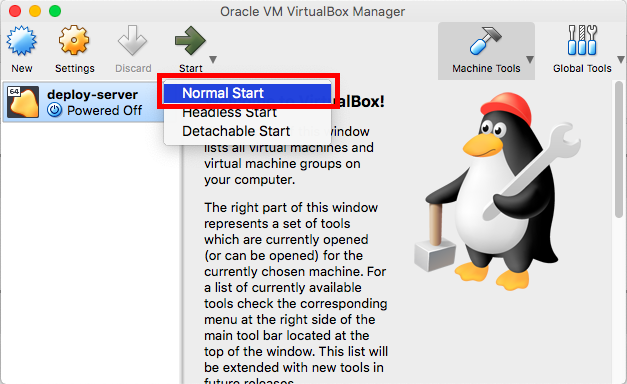 Oracle VM VirtualBox Manager
New
Settings
Discard
Start
Machine Tools
Global Tools
64
deploy-server
Powered Off
Normal Start
Headless Start
Detachable Start
ualBox!
window
lists all virtual machines and
virtual machine groups on
your computer.
The right part of this window
represents a set of tools
which are currently opened
(or can be opened) for the
currently chosen machine. For
a list of currently available
tools check the corresponding
menu at the right side of the
main tool bar located at the
top of the window. This list will
be extended with new tools in
future releases.